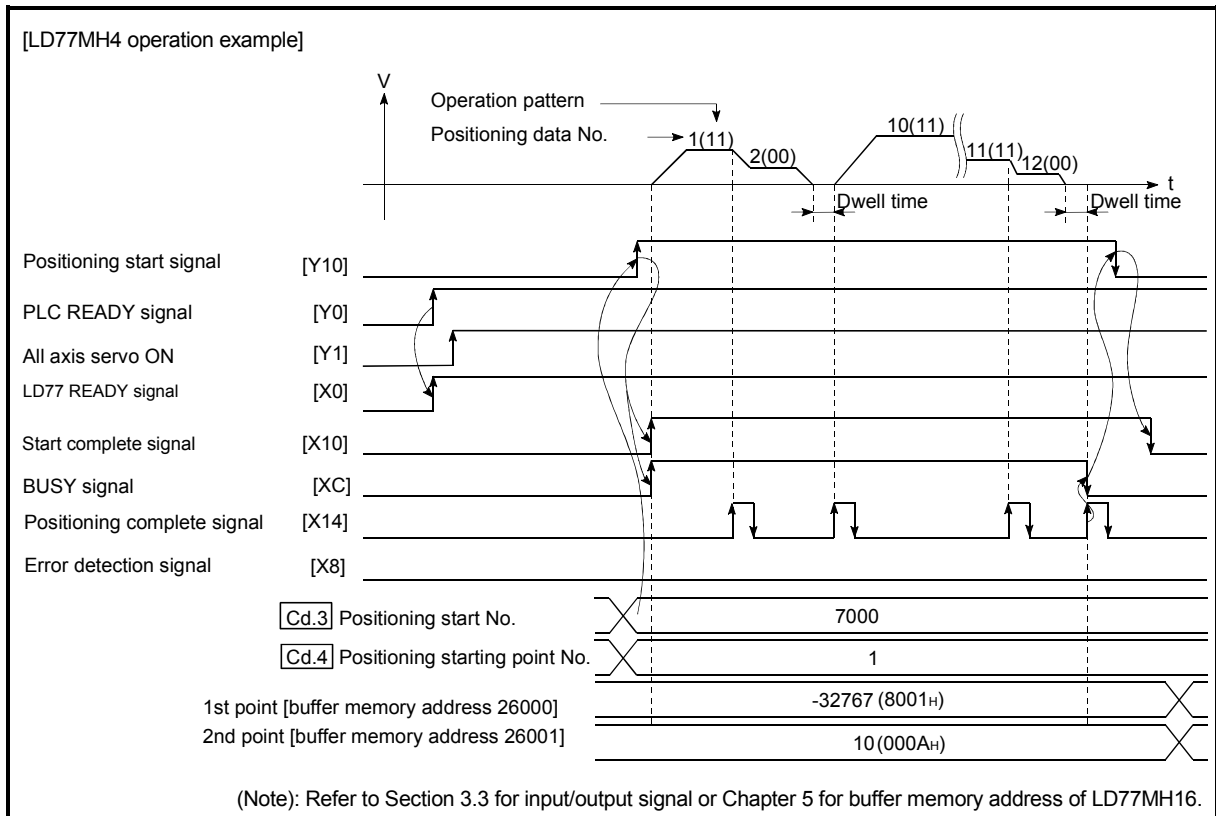 [LD77MH4 operation example]
V
Operation pattern
Positioning data No.
1(11)
2(00)
10(11)
11(11)
12(00)
t
Dwell time
Dwell time
Positioning start signal [Y10]
PLC READY signal [Y0]
All axis servo ON [Y1]
LD77 READY signal [X0]
Start complete signal [X10]
BUSY signal [XC]
Positioning complete signal [X14]
Error detection signal [X8]
Cd.3 Positioning start No. 7000
Cd.4 Positioning starting point No. 1
1st point [buffer memory address 26000] -32767 (8001H)
2nd point [buffer memory address 26001] 10(000AH)
(Note): Refer to Section 3.3 for input/output signal or Chapter 5 for buffer memory address of LD77MH16.